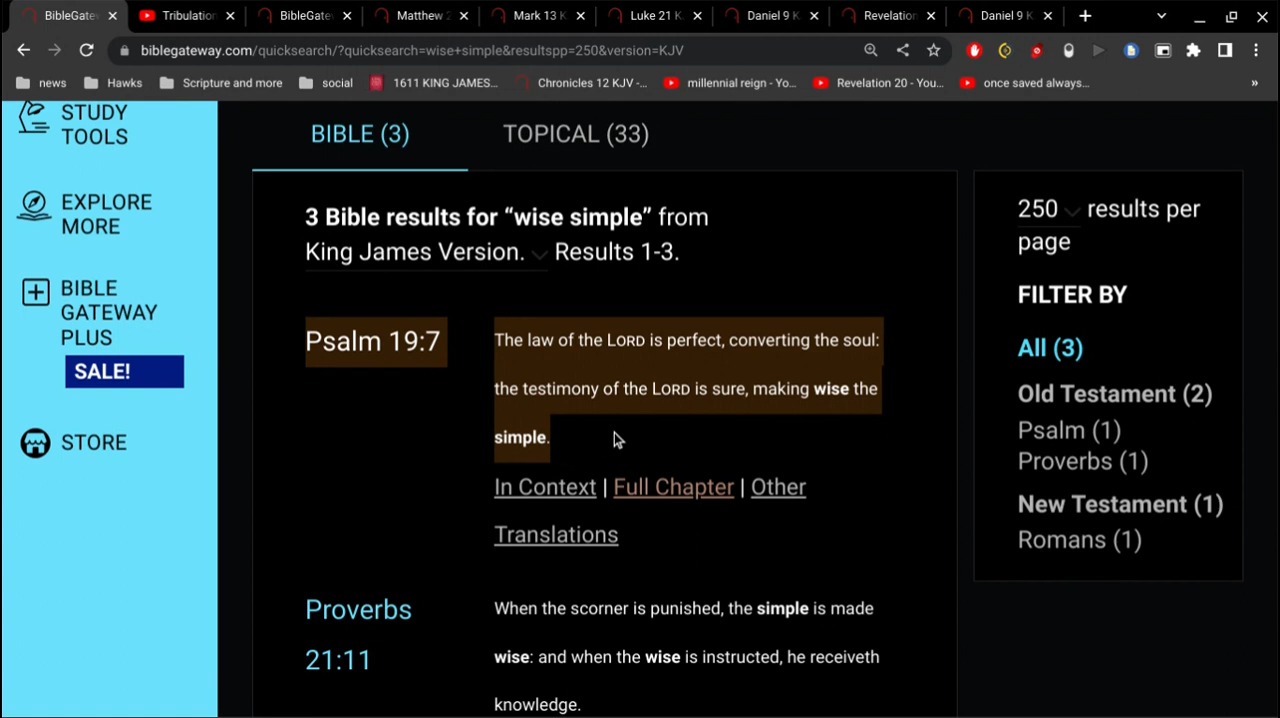 BibleGate
Tribulation
BibleGate
Matthew 2
Mark 13 K
Luke 21 K
Daniel 9 K
Revelation
Daniel 9 K
biblegateway.com/quicksearch/?quicksearch=wise+simple&resultspp=250&version=KJV
news
Hawks
Scripture and more
social
1611 KING JAMES...
Chronicles 12 KJV -...
millennial reign - Yo...
Revelation 20 - You...
once saved always...
»
STUDY
TOOLS
EXPLORE
MORE
BIBLE
GATEWAY
PLUS
SALE!
STORE
BIBLE (3)
TOPICAL (33)
3 Bible results for “wise simple” from
King James Version. Results 1-3.
Psalm 19:7
The law of the LORD is perfect, converting the soul:
the testimony of the LORD is sure, making wise the
simple.
In Context | Full Chapter | Other
Translations
Proverbs
21:11
When the scorner is punished, the simple is made
wise: and when the wise is instructed, he receiveth
knowledge.
250 results per
page
FILTER BY
All (3)
Old Testament (2)
Psalm (1)
Proverbs (1)
New Testament (1)
Romans (1)